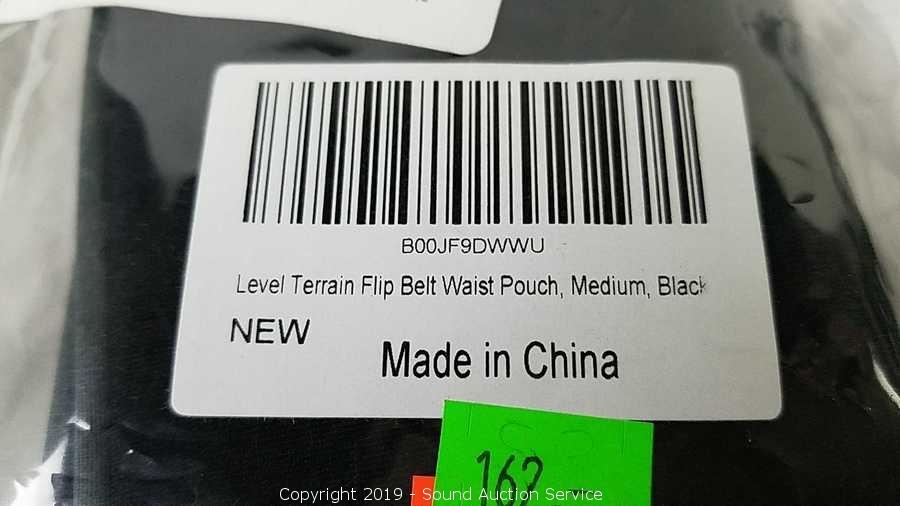 B00JF9DWWU
Level Terrain Flip Belt Waist Pouch, Medium, Black
NEW
Made in China
162
Copyright 2019 - Sound Auction Service